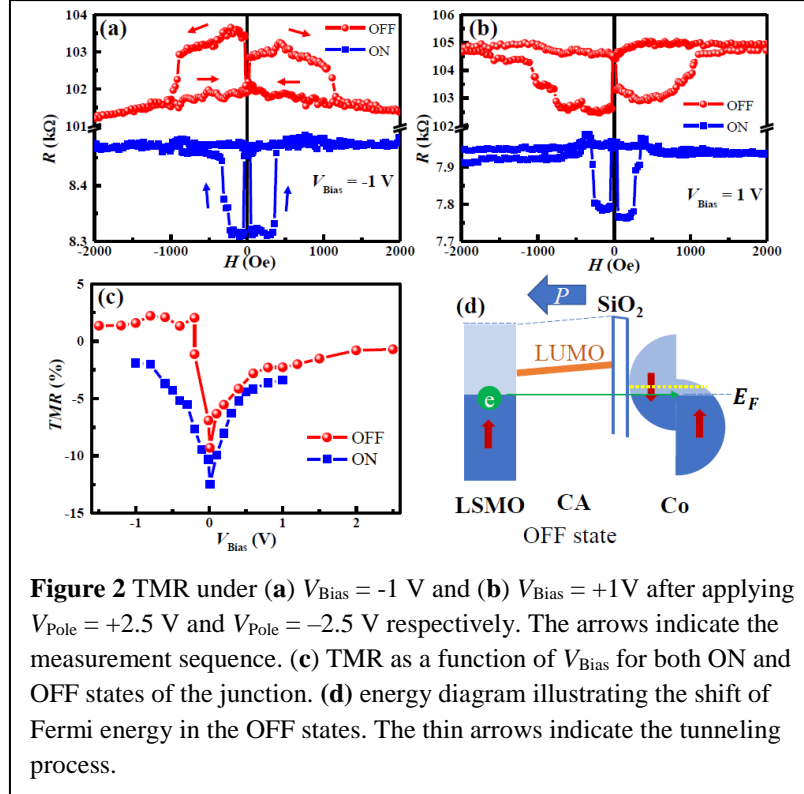 (a)
OFF
ON
104
103
102
101
8.4
8.3
R (kΩ)
V_Bias = -1 V
-2000 -1000 0 1000 2000
H (Oe)
(b)
OFF
ON
105
104
103
102
7.9
7.8
7.7
R (kΩ)
V_Bias = 1 V
-2000 -1000 0 1000 2000
H (Oe)
(c)
5
0
-5
-10
-15
TMR (%)
OFF
ON
-1 0 1 2
V_Bias (V)
(d)
P
SiO₂
LUMO
e
E_F
LSMO CA Co
OFF state
Figure 2 TMR under (a) V_Bias = -1 V and (b) V_Bias = +1V after applying
V_Pole = +2.5 V and V_Pole = –2.5 V respectively. The arrows indicate the
measurement sequence. (c) TMR as a function of V_Bias for both ON and
OFF states of the junction. (d) energy diagram illustrating the shift of
Fermi energy in the OFF states. The thin arrows indicate the tunneling
process.